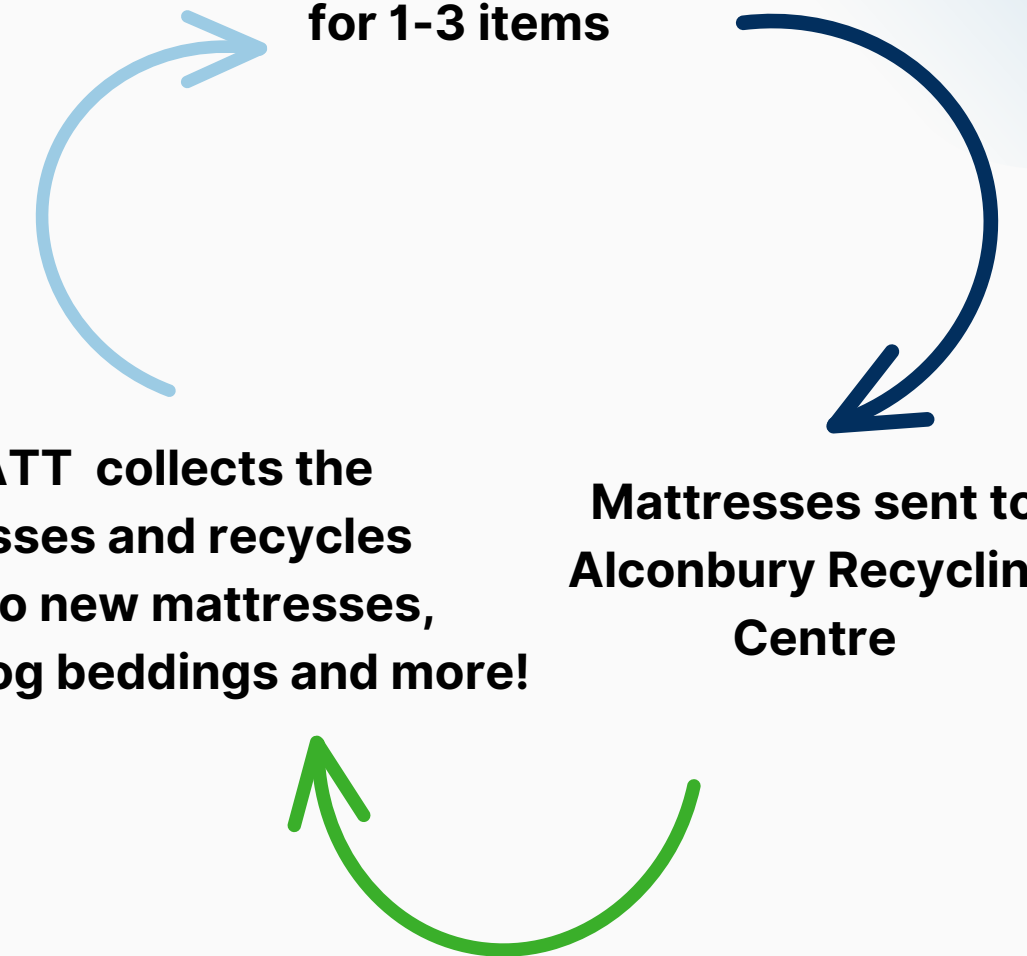 for 1-3 items
ATT collects the
sses and recycles
o new mattresses,
og beddings and more!
Mattresses sent to
Alconbury Recyclin
Centre